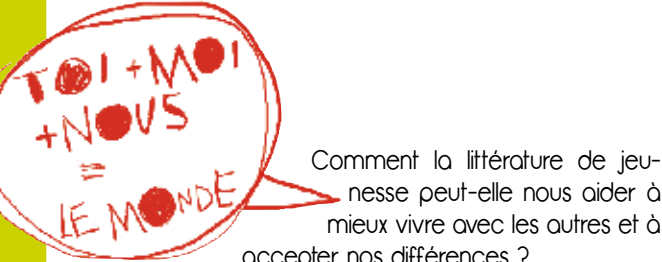 TOI + MOI
+ NOUS
=
LE MONDE
Comment la littérature de jeu-
nesse peut-elle nous aider à
mieux vivre avec les autres et à
accepter nos différences ?